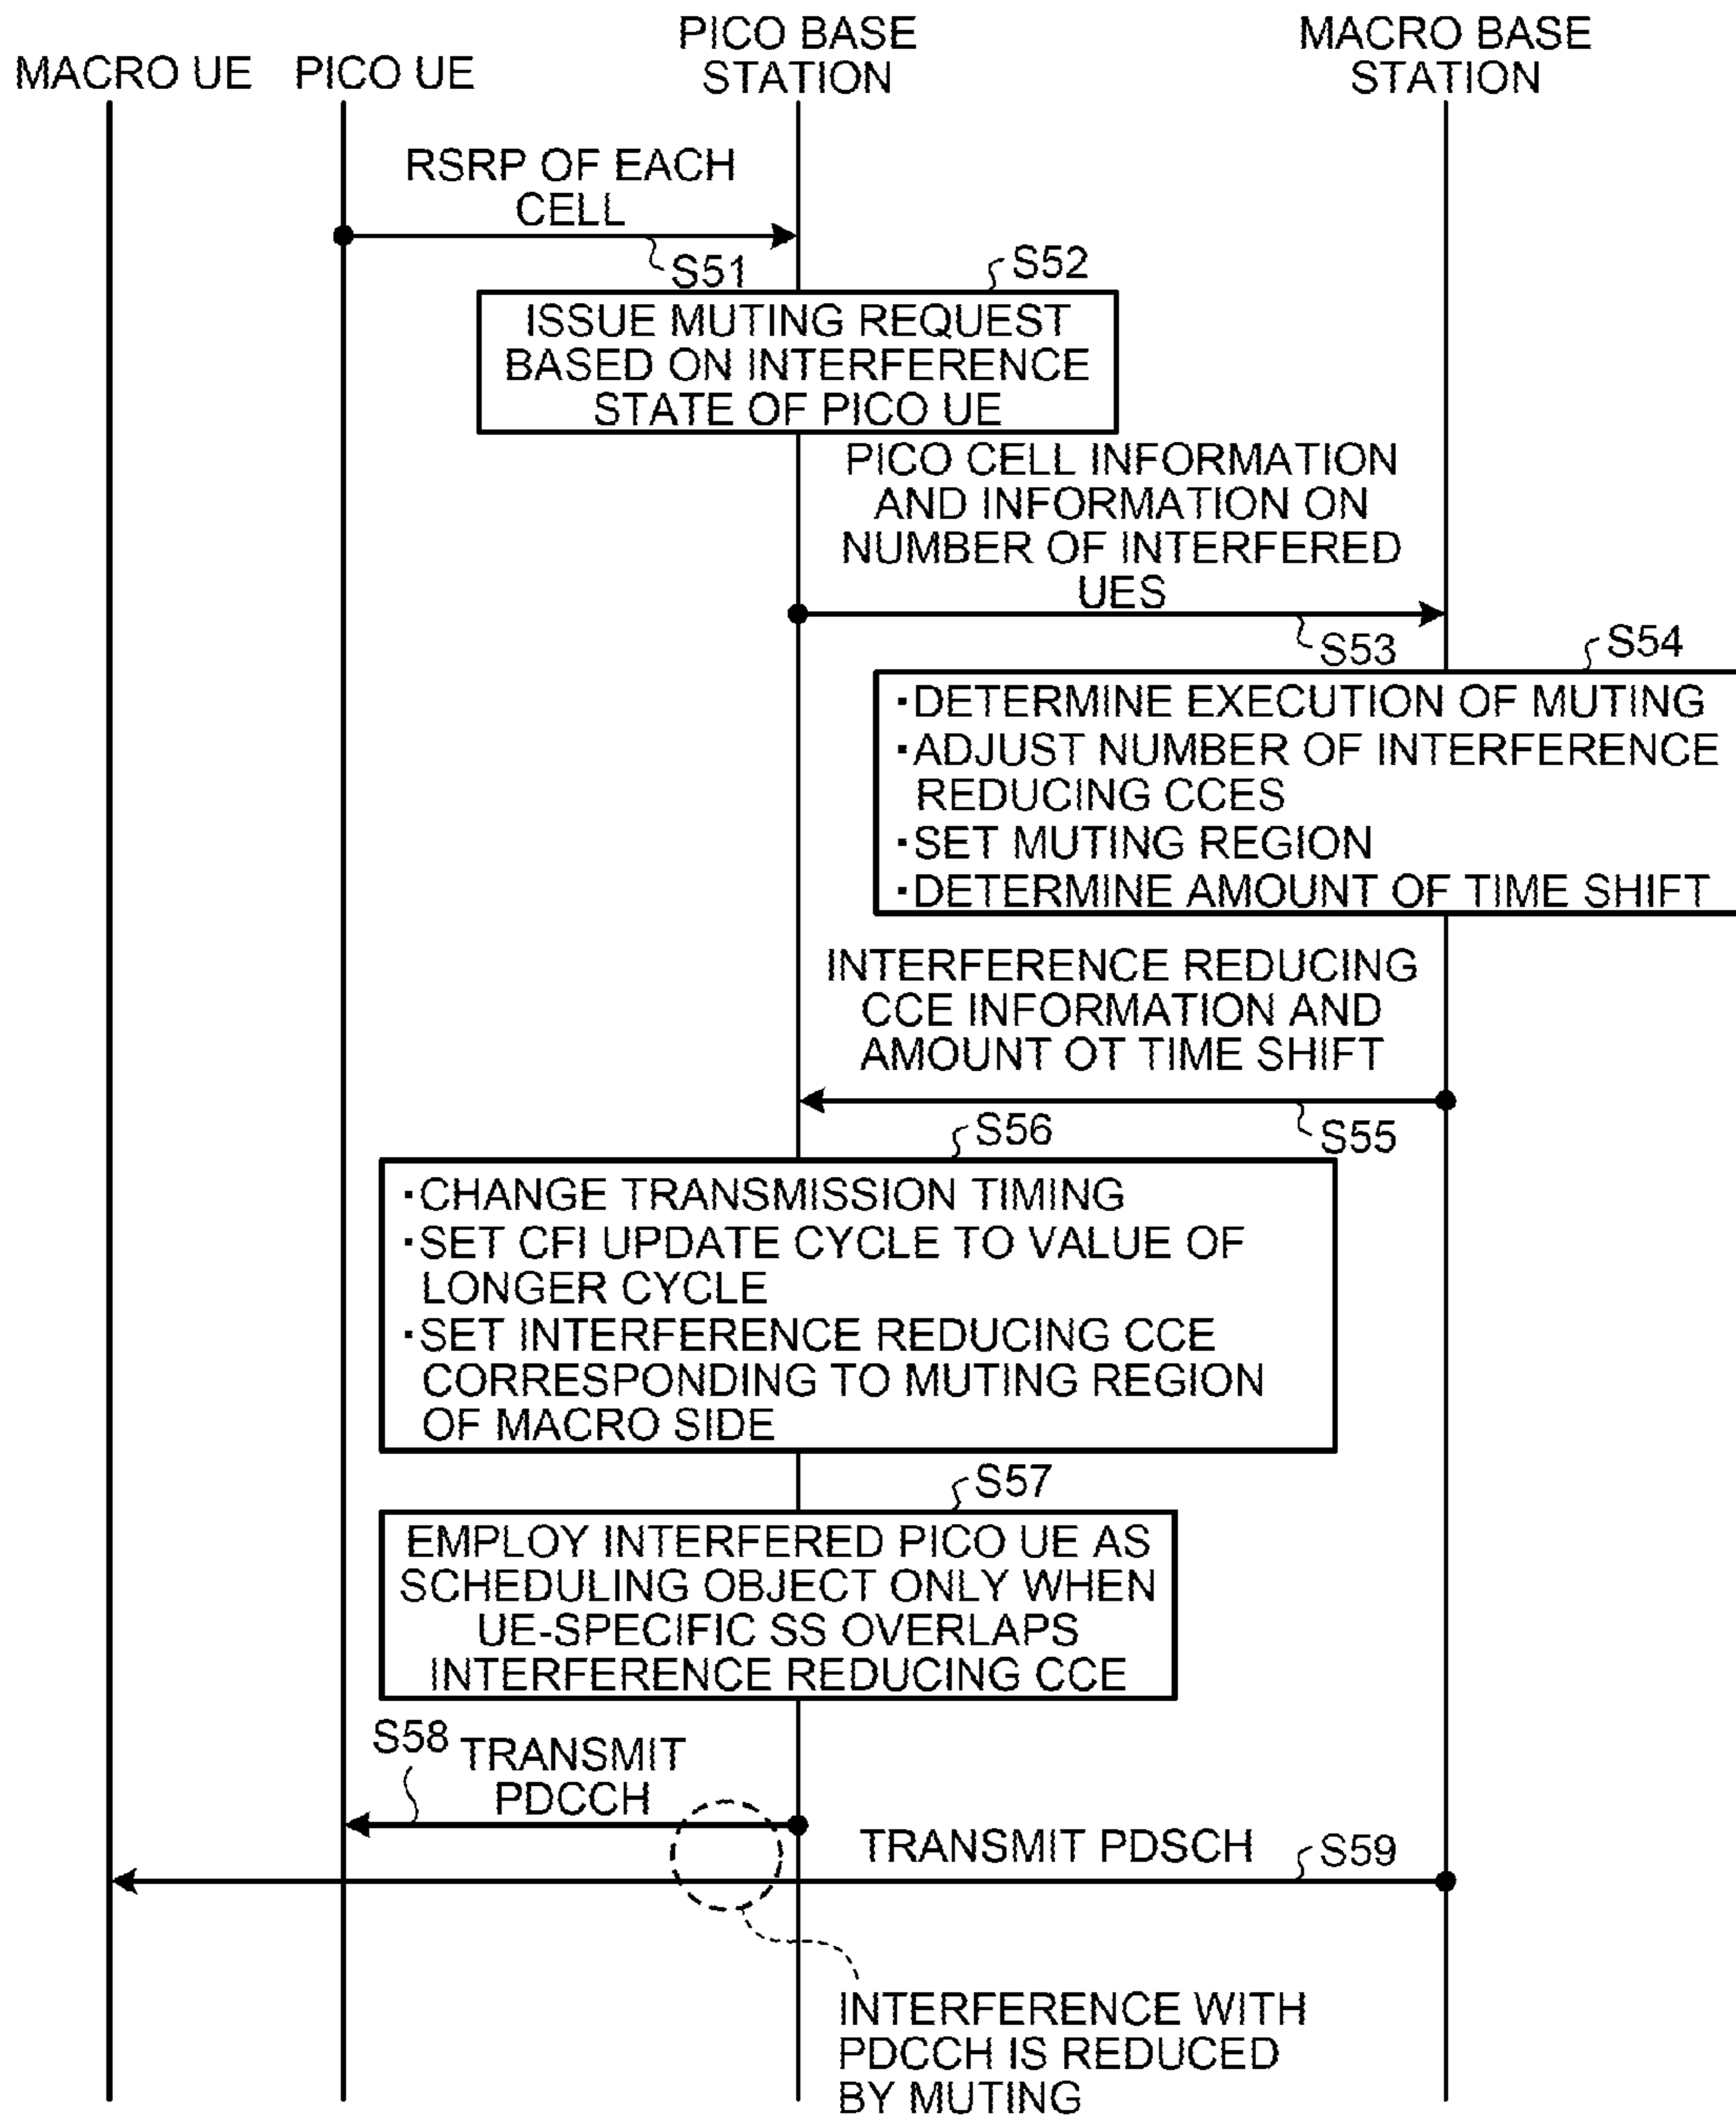 MACRO UE
PICO UE
PICO BASE
STATION
MACRO BASE
STATION
RSRP OF EACH
CELL
S51
S52
ISSUE MUTING REQUEST
BASED ON INTERFERENCE
STATE OF PICO UE
PICO CELL INFORMATION
AND INFORMATION ON
NUMBER OF INTERFERED
UES
S53
S54
·DETERMINE EXECUTION OF MUTING
·ADJUST NUMBER OF INTERFERENCE
REDUCING CCES
·SET MUTING REGION
·DETERMINE AMOUNT OF TIME SHIFT
INTERFERENCE REDUCING
CCE INFORMATION AND
AMOUNT OT TIME SHIFT
S55
S56
·CHANGE TRANSMISSION TIMING
·SET CFI UPDATE CYCLE TO VALUE OF
LONGER CYCLE
·SET INTERFERENCE REDUCING CCE
CORRESPONDING TO MUTING REGION
OF MACRO SIDE
S57
EMPLOY INTERFERED PICO UE AS
SCHEDULING OBJECT ONLY WHEN
UE-SPECIFIC SS OVERLAPS
INTERFERENCE REDUCING CCE
S58
TRANSMIT
PDCCH
TRANSMIT PDSCH
S59
INTERFERENCE WITH
PDCCH IS REDUCED
BY MUTING